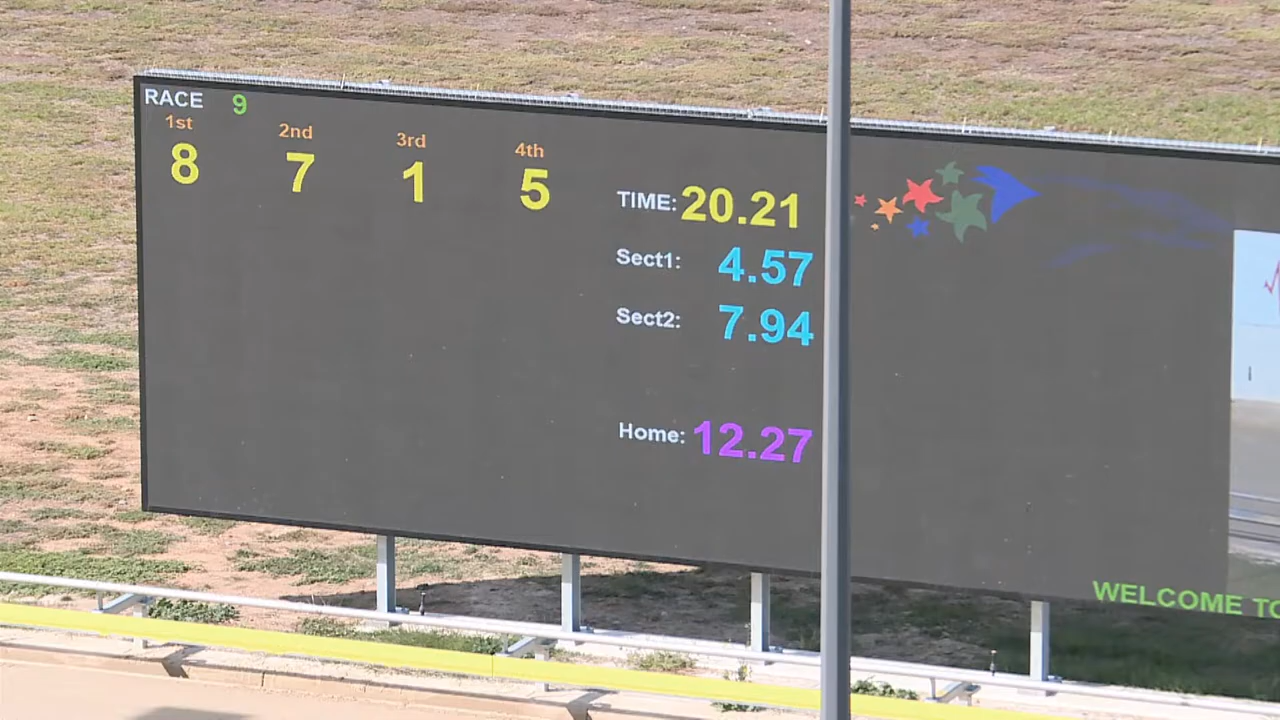 RACE 9
1st 2nd 3rd 4th
8 7 1 5
TIME: 20.21
Sect1: 4.57
Sect2: 7.94
Home: 12.27
WELCOME TO